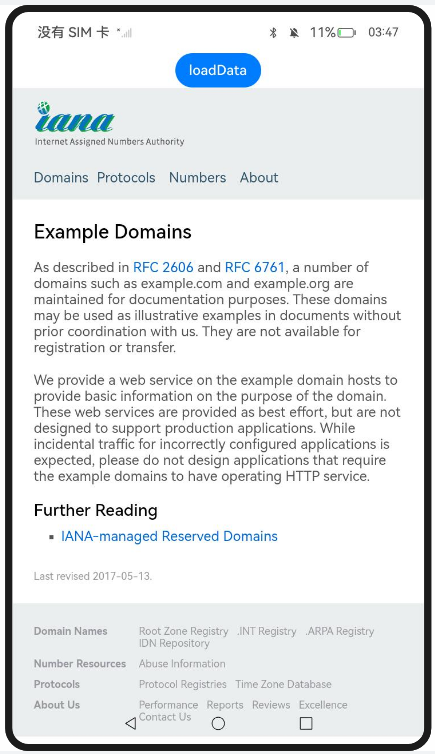 没有 SIM 卡 11% 03:47
loadData
iana
Internet Assigned Numbers Authority
Domains Protocols Numbers About
Example Domains
As described in RFC 2606 and RFC 6761, a number of
domains such as example.com and example.org are
maintained for documentation purposes. These domains
may be used as illustrative examples in documents without
prior coordination with us. They are not available for
registration or transfer.
We provide a web service on the example domain hosts to
provide basic information on the purpose of the domain.
These web services are provided as best effort, but are not
designed to support production applications. While
incidental traffic for incorrectly configured applications is
expected, please do not design applications that require
the example domains to have operating HTTP service.
Further Reading
IANA-managed Reserved Domains
Last revised 2017-05-13.
Domain Names Root Zone Registry .INT Registry .ARPA Registry
IDN Repository
Number Resources Abuse Information
Protocols Protocol Registries Time Zone Database
About Us Performance Reports Reviews Excellence
Contact Us